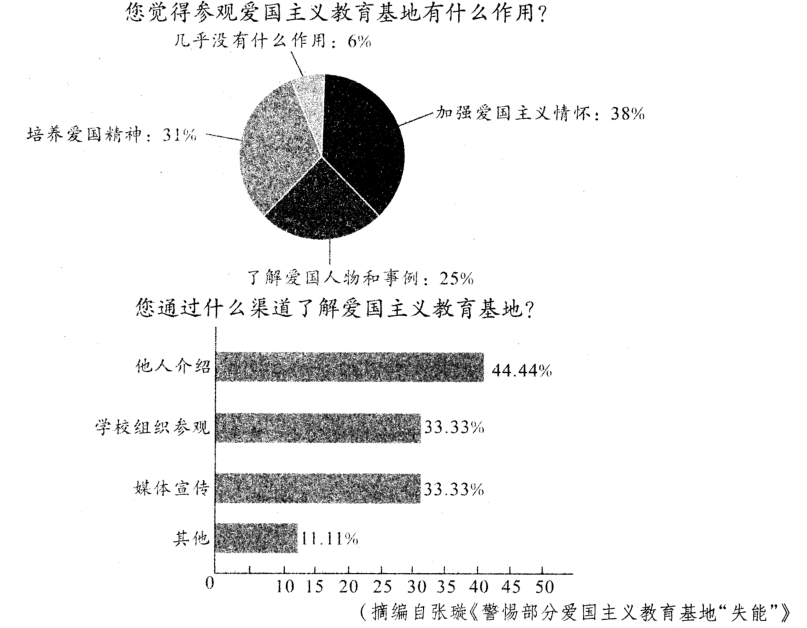 您觉得参观爱国主义教育基地有什么作用?
几乎没有什么作用：6%
加强爱国主义情怀：38%
培养爱国精神：31%
了解爱国人物和事例：25%
您通过什么渠道了解爱国主义教育基地?
他人介绍 44.44%
学校组织参观 33.33%
媒体宣传 33.33%
其他 11.11%
0 10 15 20 30 35 40 45 50
(摘编自张璇《警惕部分爱国主义教育基地“失能”》